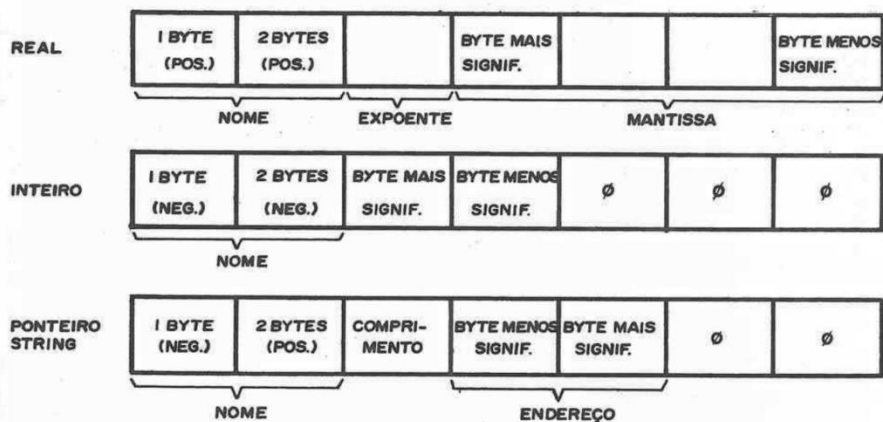 REAL
1 BYTE (POS.)
2 BYTES (POS.)
BYTE MAIS SIGNIF.
BYTE MENOS SIGNIF.
NOME
EXPOENTE
MANTISSA
INTEIRO
1 BYTE (NEG.)
2 BYTES (NEG.)
BYTE MAIS SIGNIF.
BYTE MENOS SIGNIF.
Ø
Ø
Ø
NOME
PONTEIRO STRING
1 BYTE (NEG.)
2 BYTES (POS.)
COMPRI-
MENTO
BYTE MENOS SIGNIF.
BYTE MAIS SIGNIF.
Ø
Ø
NOME
ENDEREÇO